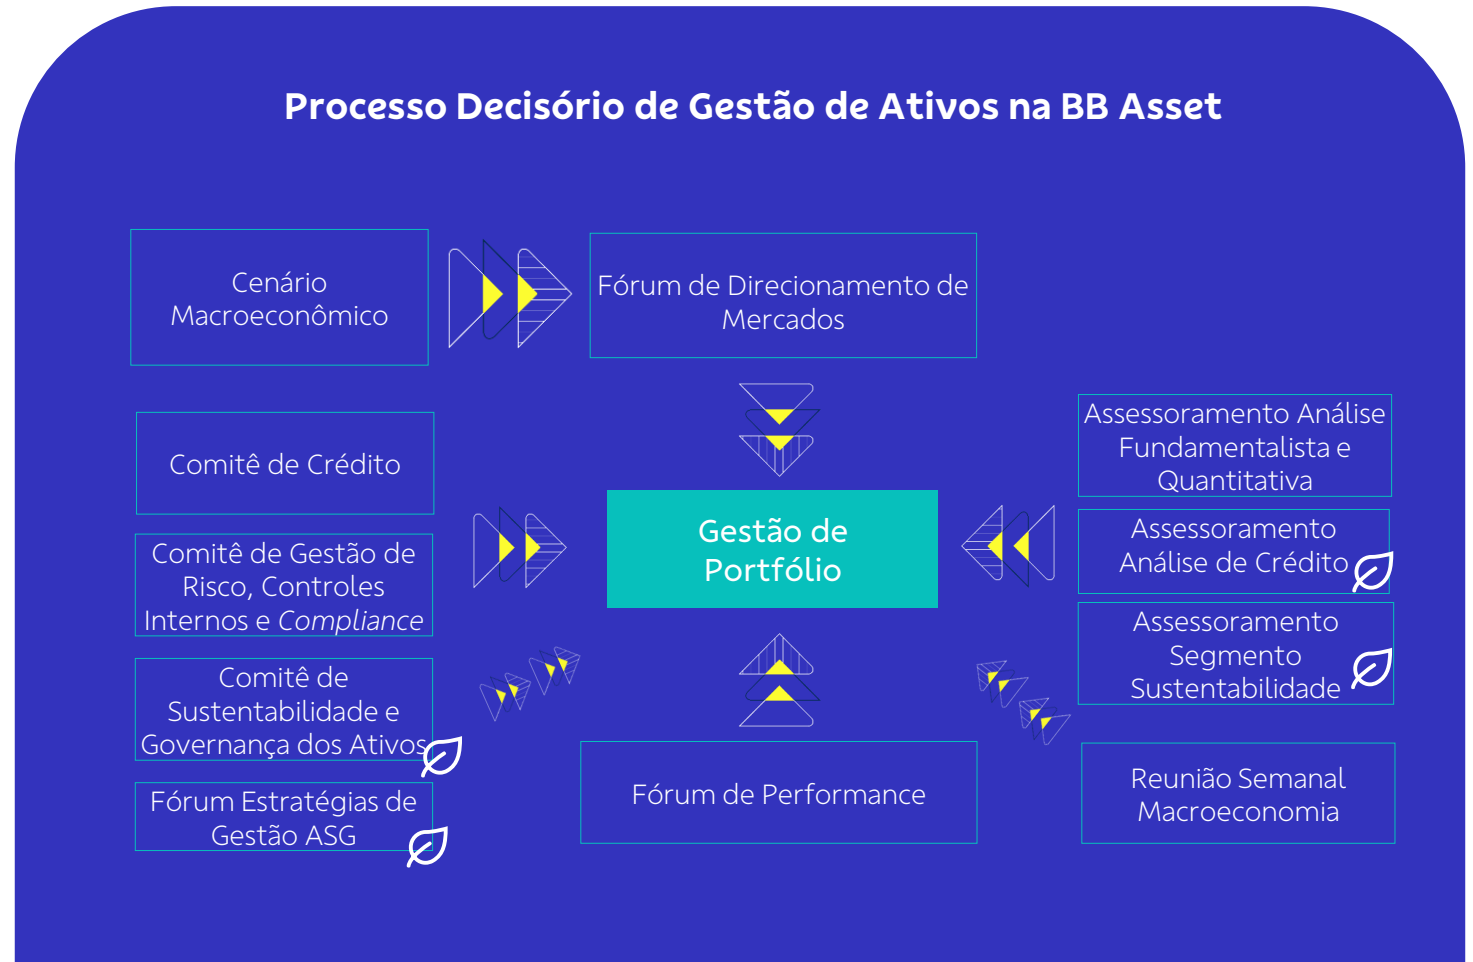 Processo Decisório de Gestão de Ativos na BB Asset
Cenário
Macroeconômico
Fórum de Direcionamento de
Mercados
Comitê de Crédito
Comitê de Gestão de
Risco, Controles
Internos e Compliance
Comitê de
Sustentabilidade e
Governança dos Ativos
Fórum Estratégias de
Gestão ASG
Gestão de
Portfólio
Fórum de Performance
Assessoramento Análise
Fundamentalista e
Quantitativa
Assessoramento
Análise de Crédito
Assessoramento
Segmento
Sustentabilidade
Reunião Semanal
Macroeconomia